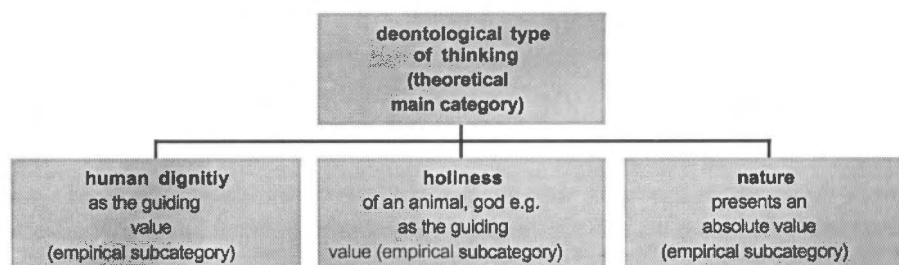 deontological type
of thinking
(theoretical
main category)
human dignitiy
as the guiding
value
(empirical subcategory)
holiness
of an animal, god e.g.
as the guiding
value (empirical subcategory)
nature
presents an
absolute value
(empirical subcategory)